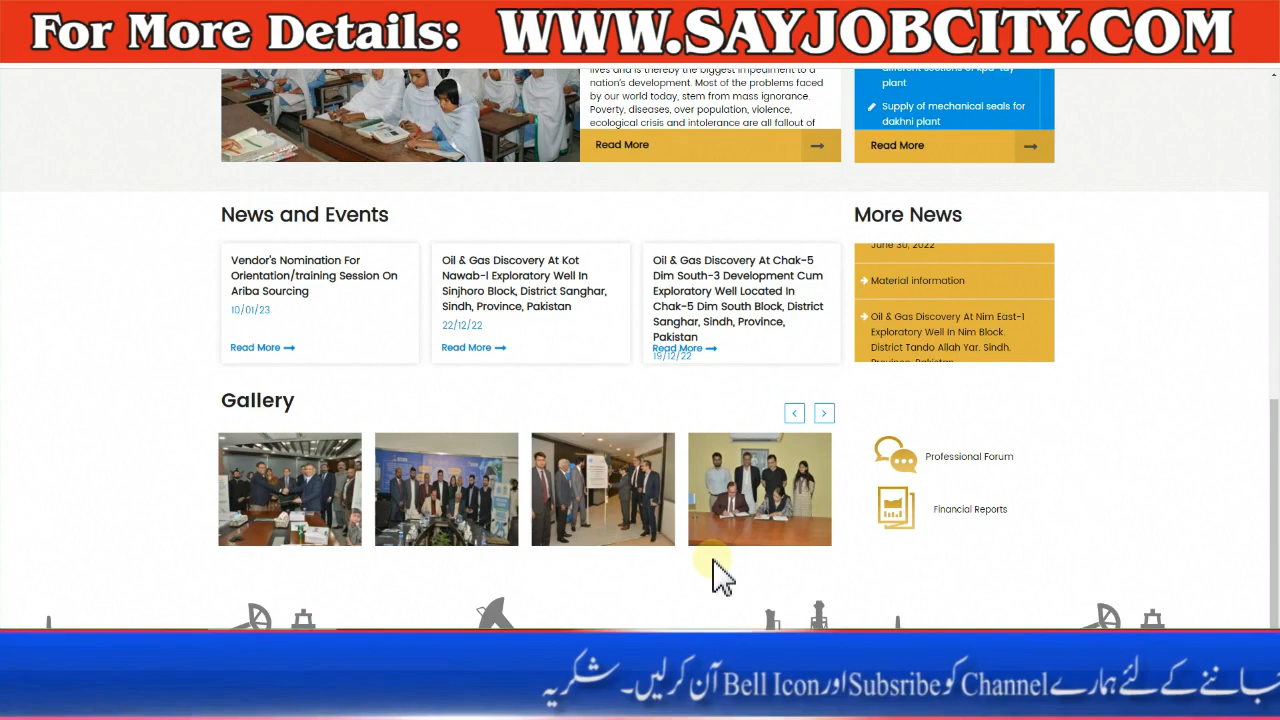 For More Details: WWW.SAYJOBCITY.COM
nation's development. Most of the problems faced
by our world today, stem from mass ignorance.
Poverty, diseases, over population, violence,
ecological crisis and intolerance are all fallout of
Read More
plant
Supply of mechanical seals for
dakhni plant
Read More
News and Events
Vendor's Nomination For
Orientation/training Session On
Ariba Sourcing
10/01/23
Read More
Oil & Gas Discovery At Kot
Nawab-1 Exploratory Well In
Sinjhoro Block, District Sanghar,
Sindh, Province, Pakistan
22/12/22
Read More
Oil & Gas Discovery At Chak-5
Dim South-3 Development Cum
Exploratory Well Located In
Chak-5 Dim South Block, District
Sanghar, Sindh, Province,
Pakistan
Read More
19/12/22
More News
June 30, 2022
Material information
Oil & Gas Discovery At Nim East-1
Exploratory Well In Nim Block,
District Tando Allah Yar, Sindh,
Province, Pakistan
Gallery
Professional Forum
Financial Reports
جاننے کے لئے ہمارے Channel کو Subsribe اور Bell Icon آن کرلیں۔ شکریہ